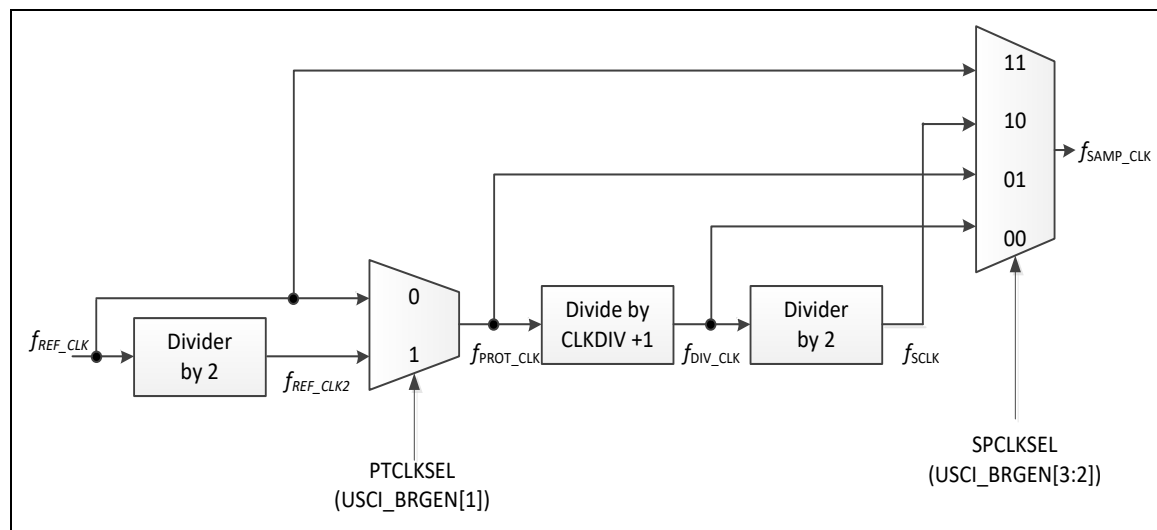 11
10
f_SAMP_CLK
01
00
0
Divide by
CLKDIV +1
Divider
by 2
f_REF_CLK
Divider
by 2
1
f_PROT_CLK
f_DIV_CLK
f_SCLK
f_REF_CLK2
PTCLKSEL
(USCI_BRGEN[1])
SPCLKSEL
(USCI_BRGEN[3:2])